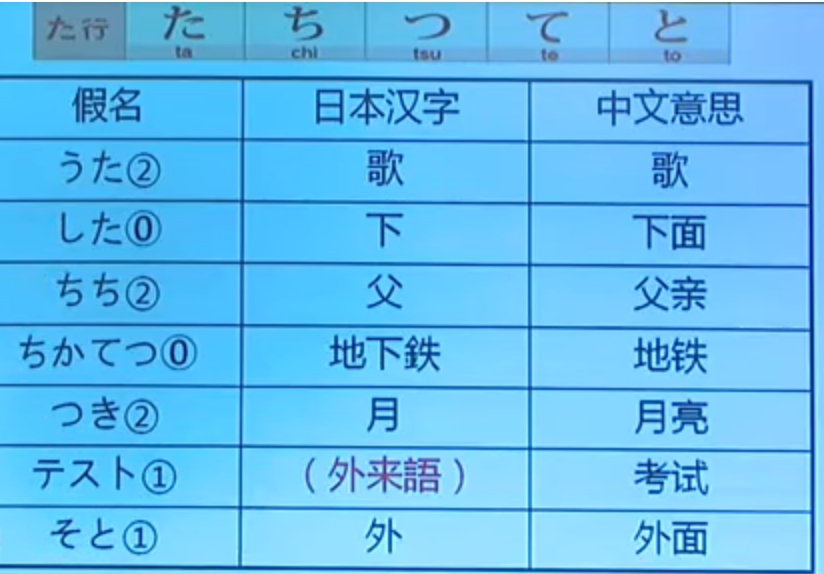 た行 た ち つ て と
ta chi tsu te to
假名 日本汉字 中文意思
うた② 歌 歌
した⓪ 下 下面
ちち② 父 父亲
ちかてつ⓪ 地下鉄 地铁
つき② 月 月亮
テスト① （外来語） 考试
そと① 外 外面